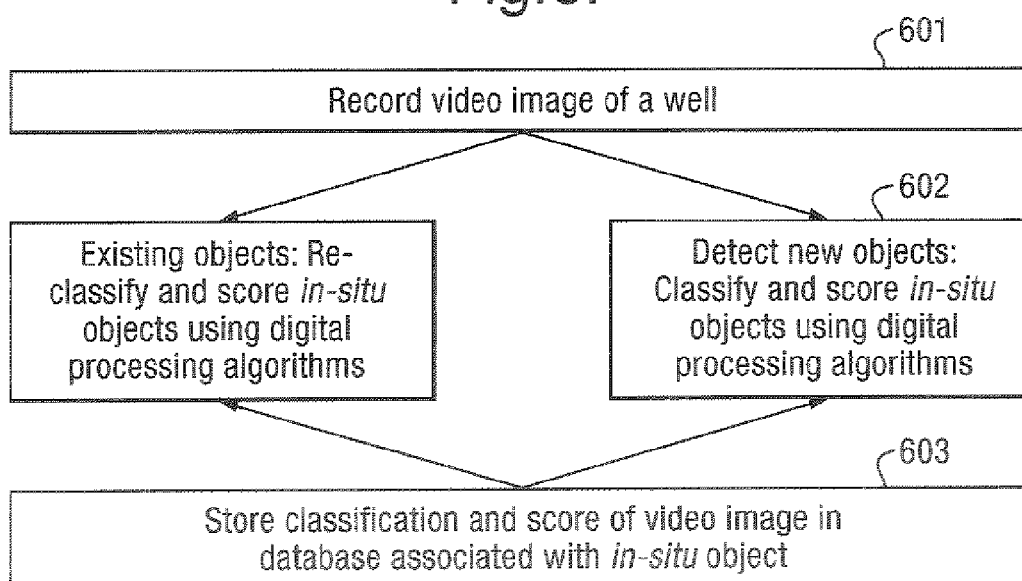 601
Record video image of a well
602
Existing objects: Re-
classify and score in-situ
objects using digital
processing algorithms
Detect new objects:
Classify and score in-situ
objects using digital
processing algorithms
603
Store classification and score of video image in
database associated with in-situ object